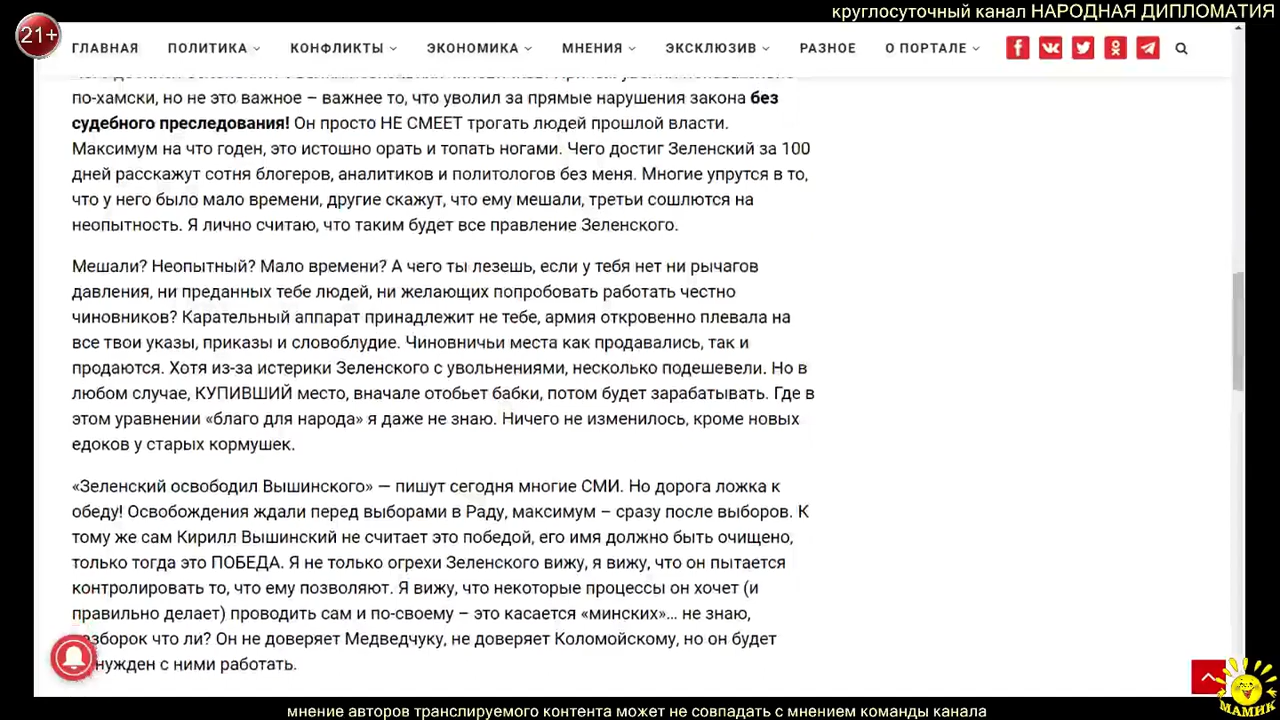 круглосуточный канал НАРОДНАЯ ДИПЛОМАТИЯ
21+
ГЛАВНАЯ ПОЛИТИКА КОНФЛИКТЫ ЭКОНОМИКА МНЕНИЯ ЭКСКЛЮЗИВ РАЗНОЕ О ПОРТАЛЕ
по-хамски, но не это важное – важнее то, что уволил за прямые нарушения закона без
судебного преследования! Он просто НЕ СМЕЕТ трогать людей прошлой власти.
Максимум на что годен, это истошно орать и топать ногами. Чего достиг Зеленский за 100
дней расскажут сотня блогеров, аналитиков и политологов без меня. Многие упрутся в то,
что у него было мало времени, другие скажут, что ему мешали, третьи сошлются на
неопытность. Я лично считаю, что таким будет все правление Зеленского.
Мешали? Неопытный? Мало времени? А чего ты лезешь, если у тебя нет ни рычагов
давления, ни преданных тебе людей, ни желающих попробовать работать честно
чиновников? Карательный аппарат принадлежит не тебе, армия откровенно плевала на
все твои указы, приказы и словоблудие. Чиновничьи места как продавались, так и
продаются. Хотя из-за истерики Зеленского с увольнениями, несколько подешевели. Но в
любом случае, КУПИВШИЙ место, вначале отобьет бабки, потом будет зарабатывать. Где в
этом уравнении «благо для народа» я даже не знаю. Ничего не изменилось, кроме новых
едоков у старых кормушек.
«Зеленский освободил Вышинского» — пишут сегодня многие СМИ. Но дорога ложка к
обеду! Освобождения ждали перед выборами в Раду, максимум – сразу после выборов. К
тому же сам Кирилл Вышинский не считает это победой, его имя должно быть очищено,
только тогда это ПОБЕДА. Я не только огрехи Зеленского вижу, я вижу, что он пытается
контролировать то, что ему позволяют. Я вижу, что некоторые процессы он хочет (и
правильно делает) проводить сам и по-своему – это касается «минских»… не знаю,
что ли? Он не доверяет Медведчуку, не доверяет Коломойскому, но он будет
с ними работать.
МАМИК
мнение авторов транслируемого контента может не совпадать с мнением команды канала